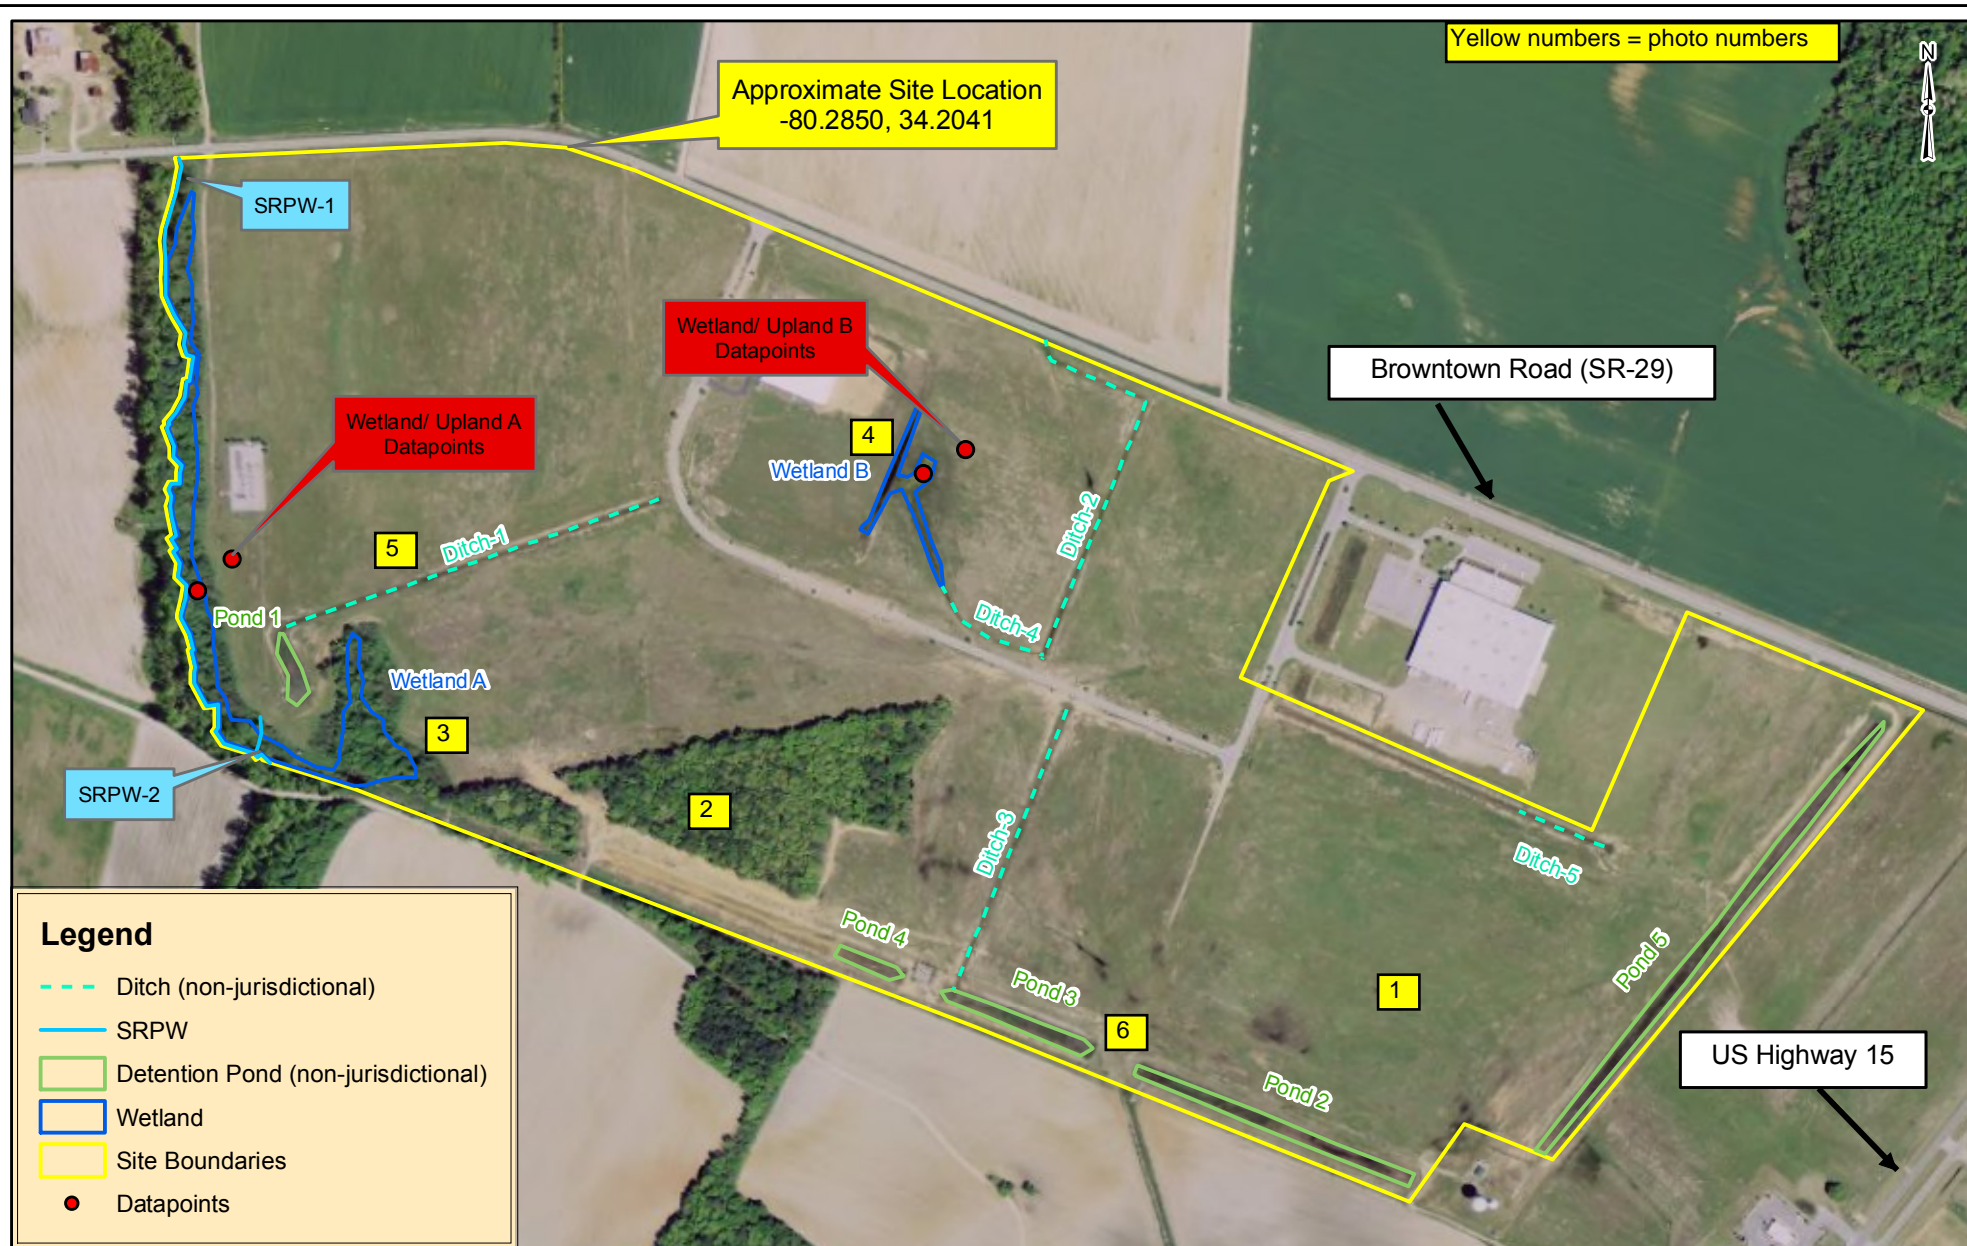 Yellow numbers = photo numbers
N
Approximate Site Location
-80.2850, 34.2041
SRPW-1
Wetland/ Upland B
Datapoints
Browntown Road (SR-29)
Wetland/ Upland A
Datapoints
4
Wetland B
Ditch-2
5
Ditch-1
Pond 1
Ditch-4
Wetland A
3
SRPW-2
2
Ditch-3
Ditch-5
Pond 4
Pond 3
1
Pond 5
6
Pond 2
US Highway 15
Legend
Ditch (non-jurisdictional)
SRPW
Detention Pond (non-jurisdictional)
Wetland
Site Boundaries
Datapoints